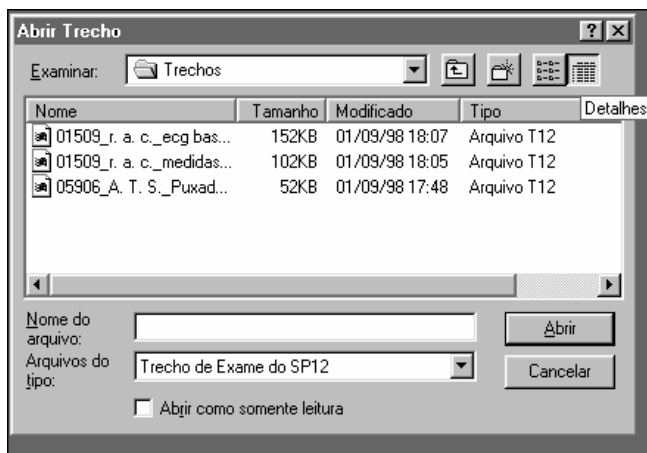 Abrir Trecho
Examinar: Trechos
Nome Tamanho Modificado Tipo Detalhes
01509_r. a. c._ecg bas... 152KB 01/09/98 18:07 Arquivo T12
01509_r. a. c._medidas... 102KB 01/09/98 18:05 Arquivo T12
05906_A. T. S._Puxad... 52KB 01/09/98 17:48 Arquivo T12
Nome do
arquivo:
Abrir
Arquivos do
tipo:
Trecho de Exame do SP12
Cancelar
Abrir como somente leitura